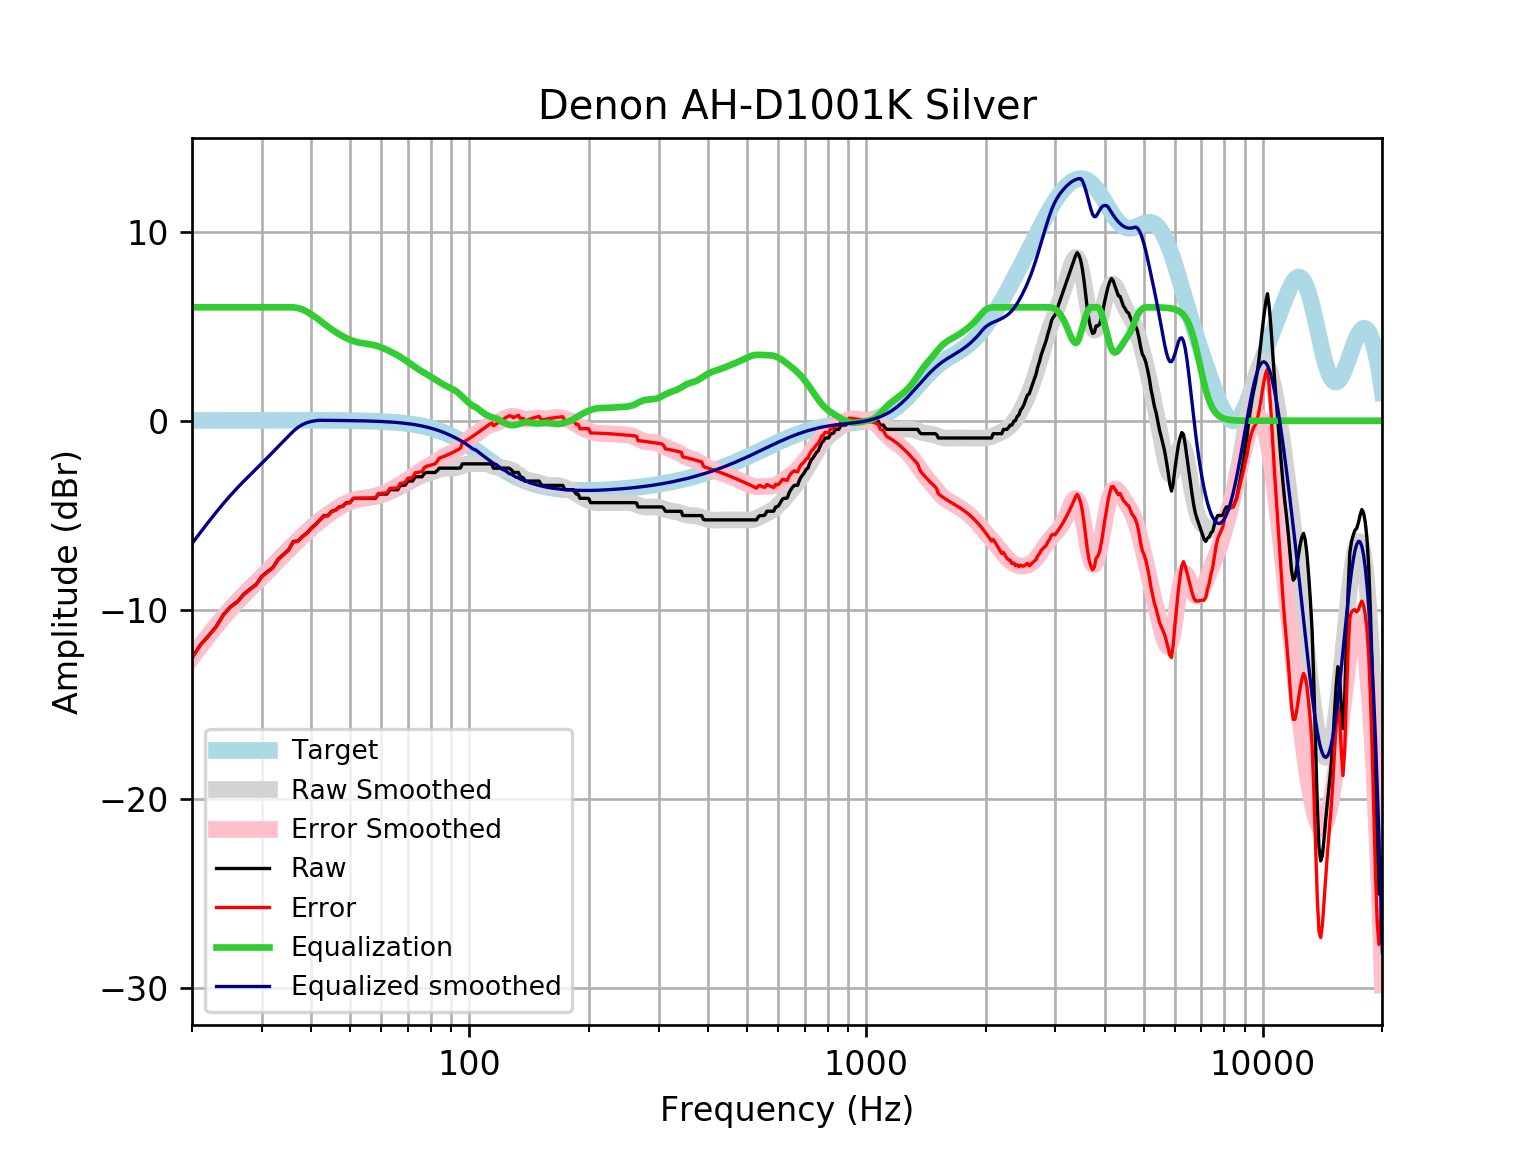 Denon AH-D1001K Silver
Amplitude (dBr)
10
0
−10
−20
−30
Target
Raw Smoothed
Error Smoothed
Raw
Error
Equalization
Equalized smoothed
100 1000 10000
Frequency (Hz)